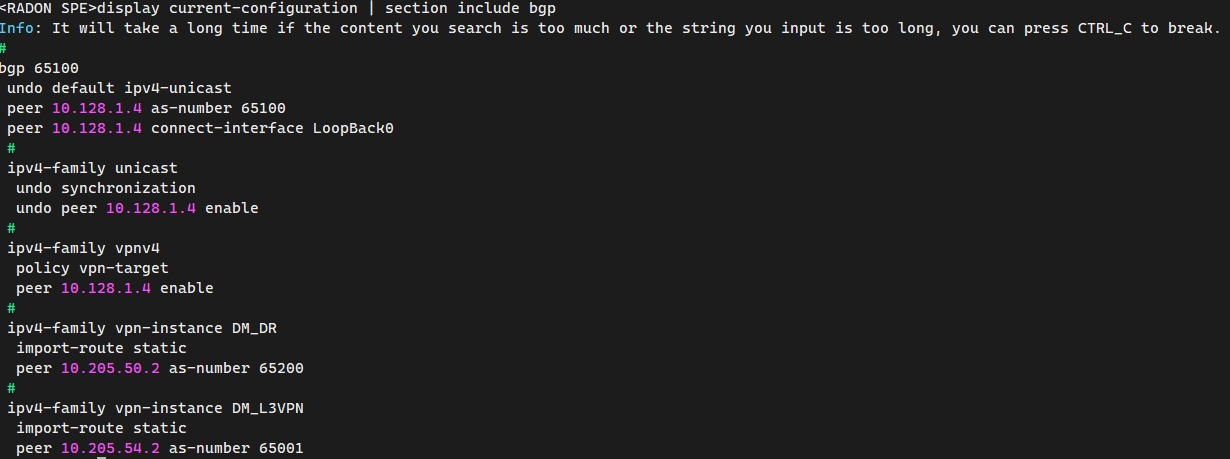 <RADON SPE>display current-configuration | section include bgp
Info: It will take a long time if the content you search is too much or the string you input is too long, you can press CTRL_C to break.
#
bgp 65100
 undo default ipv4-unicast
 peer 10.128.1.4 as-number 65100
 peer 10.128.1.4 connect-interface LoopBack0
 #
 ipv4-family unicast
  undo synchronization
  undo peer 10.128.1.4 enable
 #
 ipv4-family vpnv4
  policy vpn-target
  peer 10.128.1.4 enable
 #
 ipv4-family vpn-instance DM_DR
  import-route static
  peer 10.205.50.2 as-number 65200
 #
 ipv4-family vpn-instance DM_L3VPN
  import-route static
  peer 10.205.54.2 as-number 65001